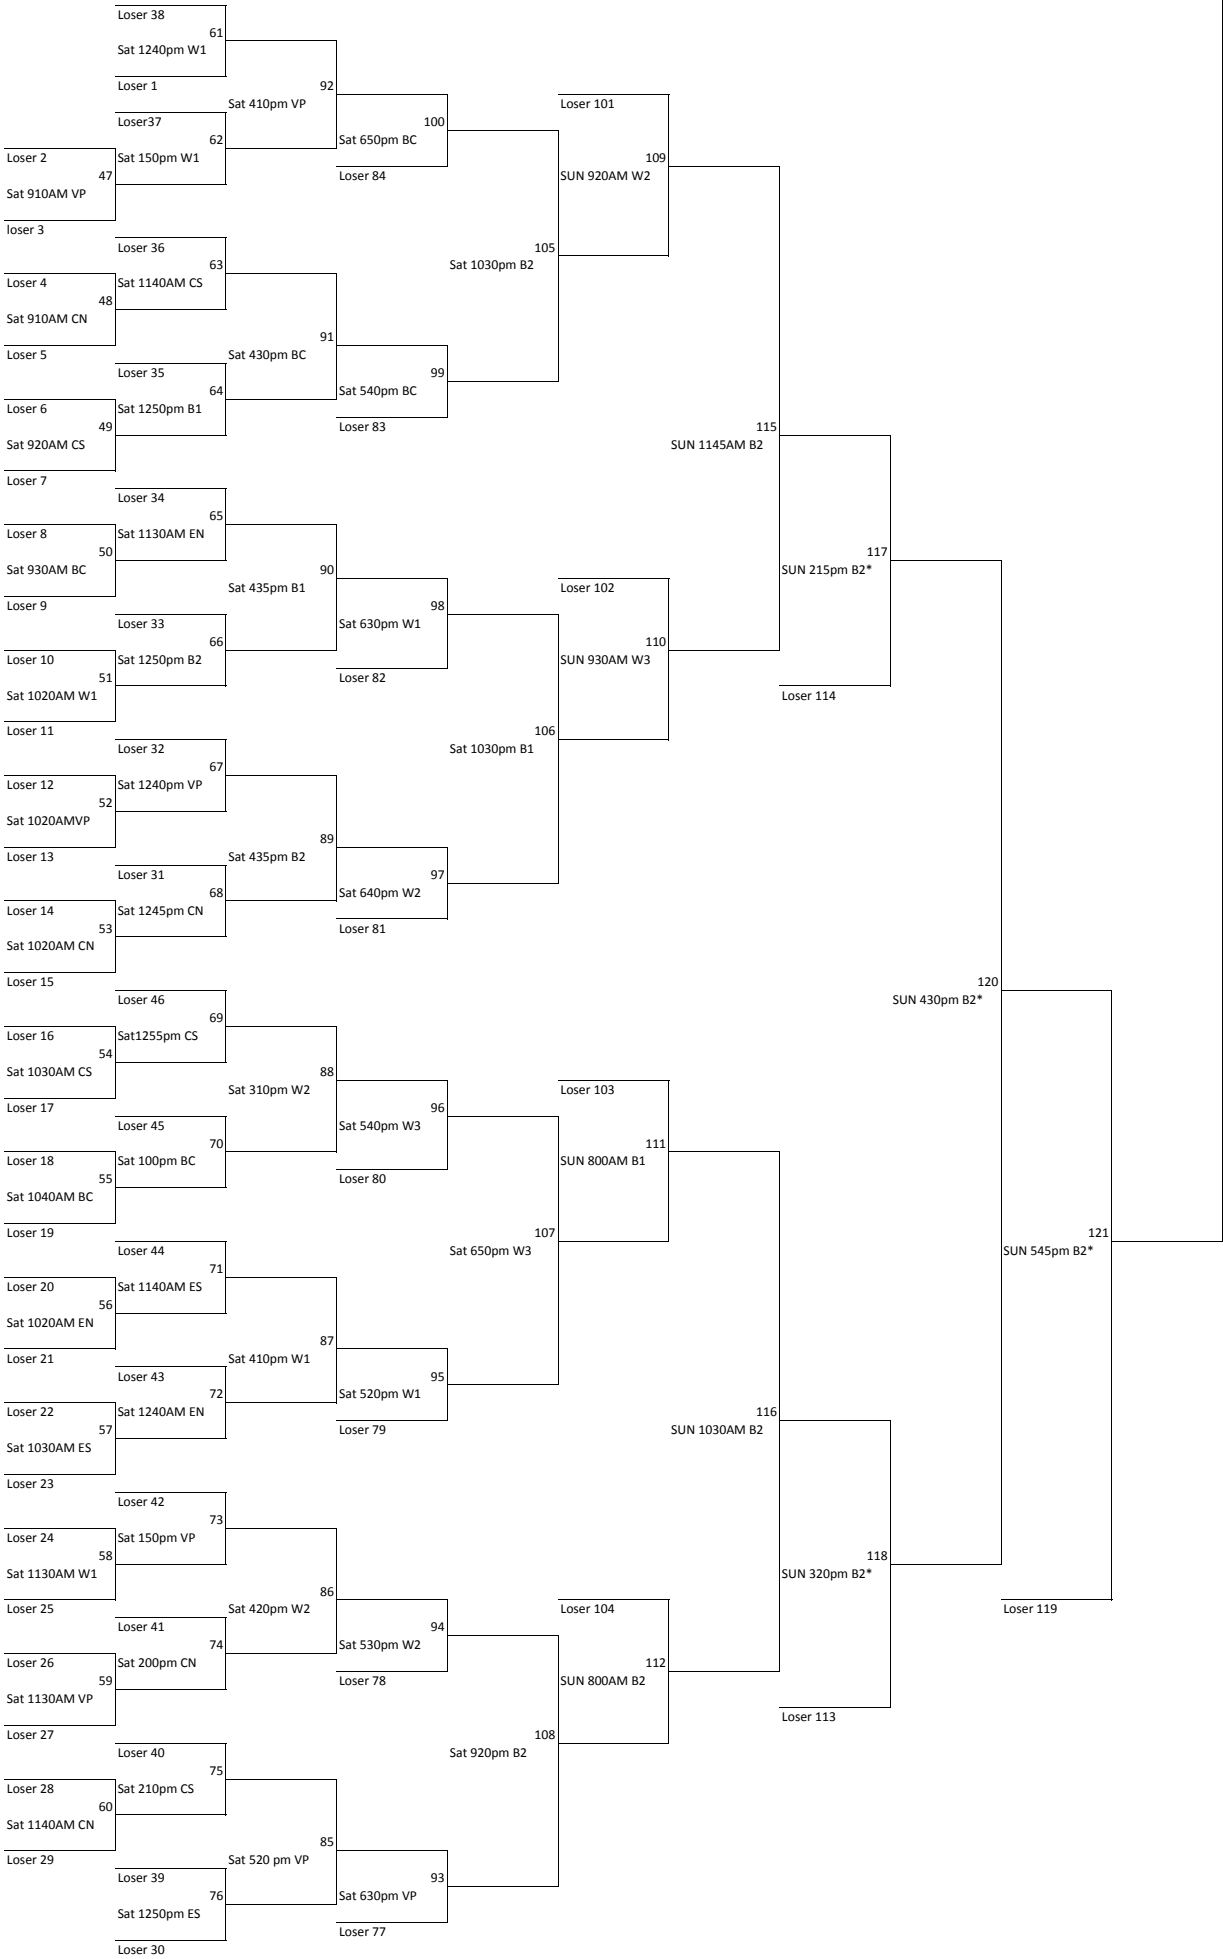 Loser 38
61
Sat 1240pm W1
Loser 1
92
Sat 410pm VP
Loser 101
Loser37
100
62
Sat 650pm BC
Loser 2
Sat 150pm W1
109
47
Loser 84
SUN 920AM W2
Sat 910AM VP
loser 3
Loser 36
105
63
Sat 1030pm B2
Loser 4
Sat 1140AM CS
48
Sat 910AM CN
91
Loser 5
Sat 430pm BC
Loser 35
99
64
Sat 540pm BC
Loser 6
Sat 1250pm B1
49
Loser 83
115
Sat 920AM CS
SUN 1145AM B2
Loser 7
Loser 34
65
Loser 8
Sat 1130AM EN
50
117
Sat 930AM BC
90
SUN 215pm B2*
Sat 435pm B1
Loser 102
Loser 9
98
Loser 33
Sat 630pm W1
66
110
Loser 10
Sat 1250pm B2
SUN 930AM W3
51
Loser 82
Sat 1020AM W1
Loser 114
Loser 11
106
Loser 32
Sat 1030pm B1
67
Loser 12
Sat 1240pm VP
52
Sat 1020AMVP
89
Loser 13
Sat 435pm B2
Loser 31
97
68
Sat 640pm W2
Loser 14
Sat 1245pm CN
53
Loser 81
Sat 1020AM CN
Loser 15
120
Loser 46
SUN 430pm B2*
69
Loser 16
Sat1255pm CS
54
Sat 1030AM CS
88
Sat 310pm W2
Loser 103
Loser 17
96
Loser 45
Sat 540pm W3
70
111
Loser 18
Sat 100pm BC
SUN 800AM B1
55
Loser 80
Sat 1040AM BC
Loser 19
107
121
Loser 44
Sat 650pm W3
SUN 545pm B2*
71
Loser 20
Sat 1140AM ES
56
Sat 1020AM EN
87
Loser 21
Sat 410pm W1
Loser 43
95
72
Sat 520pm W1
Loser 22
Sat 1240AM EN
116
57
Loser 79
SUN 1030AM B2
Sat 1030AM ES
Loser 23
Loser 42
73
Loser 24
Sat 150pm VP
58
118
Sat 1130AM W1
SUN 320pm B2*
86
Loser 25
Sat 420pm W2
Loser 104
Loser 119
Loser 41
94
74
Sat 530pm W2
Loser 26
Sat 200pm CN
112
59
Loser 78
SUN 800AM B2
Sat 1130AM VP
Loser 113
Loser 27
108
Loser 40
Sat 920pm B2
75
Loser 28
Sat 210pm CS
60
Sat 1140AM CN
85
Loser 29
Sat 520 pm VP
Loser 39
93
76
Sat 630pm VP
Sat 1250pm ES
Loser 77
Loser 30